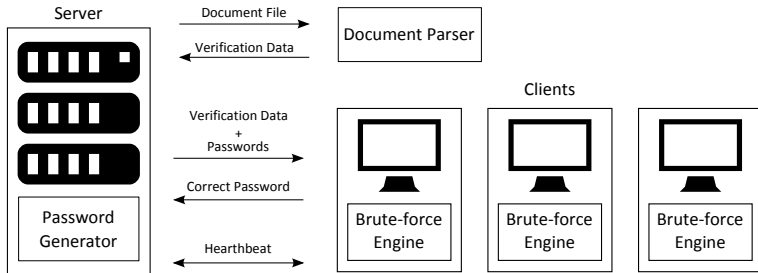 Server
Document File
Verification Data
Document Parser
Clients
Verification Data
+
Passwords
Correct Password
Hearthbeat
Password
Generator
Brute-force
Engine
Brute-force
Engine
Brute-force
Engine